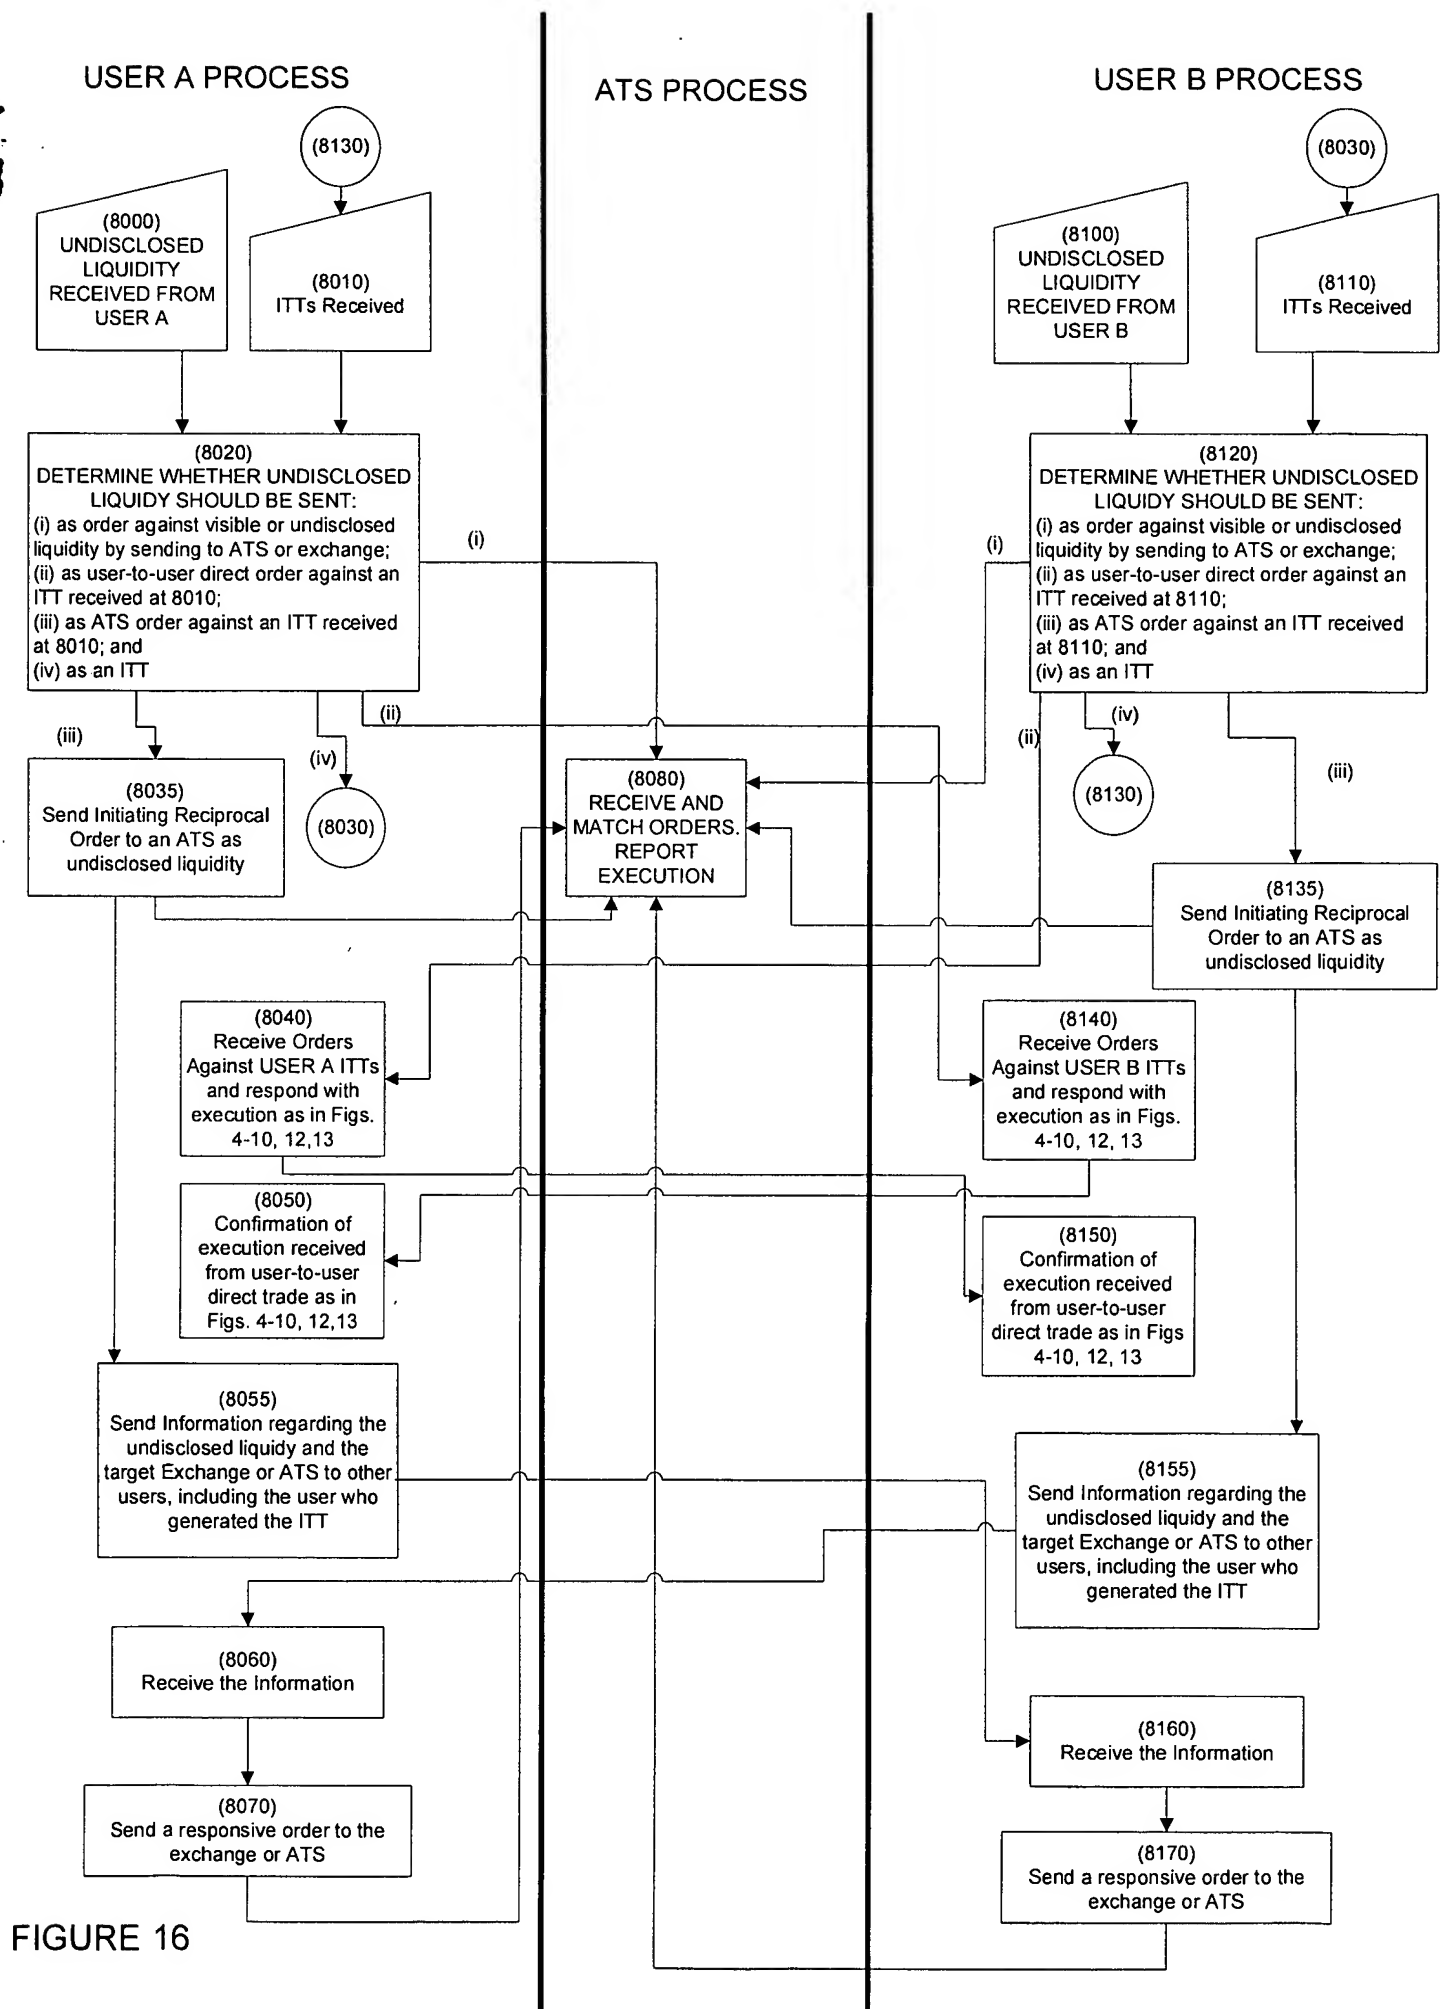 USER A PROCESS
ATS PROCESS
USER B PROCESS
(8130)
(8030)
(8000)
UNDISCLOSED
LIQUIDITY
RECEIVED FROM
USER A
(8010)
ITTs Received
(8100)
UNDISCLOSED
LIQUIDITY
RECEIVED FROM
USER B
(8110)
ITTs Received
(8020)
DETERMINE WHETHER UNDISCLOSED
LIQUIDY SHOULD BE SENT:
(i) as order against visible or undisclosed
liquidity by sending to ATS or exchange;
(ii) as user-to-user direct order against an
ITT received at 8010;
(iii) as ATS order against an ITT received
at 8010; and
(iv) as an ITT
(i)
(i)
(8120)
DETERMINE WHETHER UNDISCLOSED
LIQUIDY SHOULD BE SENT:
(i) as order against visible or undisclosed
liquidity by sending to ATS or exchange;
(ii) as user-to-user direct order against an
ITT received at 8110;
(iii) as ATS order against an ITT received
at 8110; and
(iv) as an ITT
(iii)
(iv)
(ii)
(ii)
(iv)
(iii)
(8035)
Send Initiating Reciprocal
Order to an ATS as
undisclosed liquidity
(8030)
(8080)
RECEIVE AND
MATCH ORDERS.
REPORT
EXECUTION
(8130)
(8135)
Send Initiating Reciprocal
Order to an ATS as
undisclosed liquidity
(8040)
Receive Orders
Against USER A ITTs
and respond with
execution as in Figs.
4-10, 12,13
(8140)
Receive Orders
Against USER B ITTs
and respond with
execution as in Figs.
4-10, 12, 13
(8050)
Confirmation of
execution received
from user-to-user
direct trade as in
Figs. 4-10, 12,13
(8150)
Confirmation of
execution received
from user-to-user
direct trade as in Figs
4-10, 12, 13
(8055)
Send Information regarding the
undisclosed liquidy and the
target Exchange or ATS to other
users, including the user who
generated the ITT
(8155)
Send Information regarding the
undisclosed liquidy and the
target Exchange or ATS to other
users, including the user who
generated the ITT
(8060)
Receive the Information
(8160)
Receive the Information
(8070)
Send a responsive order to the
exchange or ATS
(8170)
Send a responsive order to the
exchange or ATS
FIGURE 16